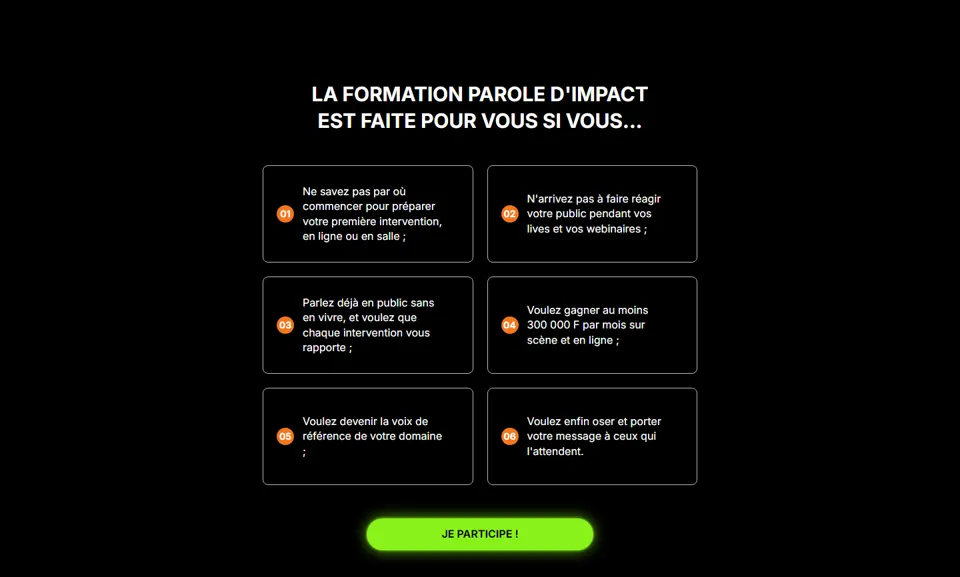 LA FORMATION PAROLE D'IMPACT
EST FAITE POUR VOUS SI VOUS...
01
Ne savez pas par où
commencer pour préparer
votre première intervention,
en ligne ou en salle ;
02
N'arrivez pas à faire réagir
votre public pendant vos
lives et vos webinaires ;
03
Parlez déjà en public sans
en vivre, et voulez que
chaque intervention vous
rapporte ;
04
Voulez gagner au moins
300 000 F par mois sur
scène et en ligne ;
05
Voulez devenir la voix de
référence de votre domaine
;
06
Voulez enfin oser et porter
votre message à ceux qui
l'attendent.
JE PARTICIPE !